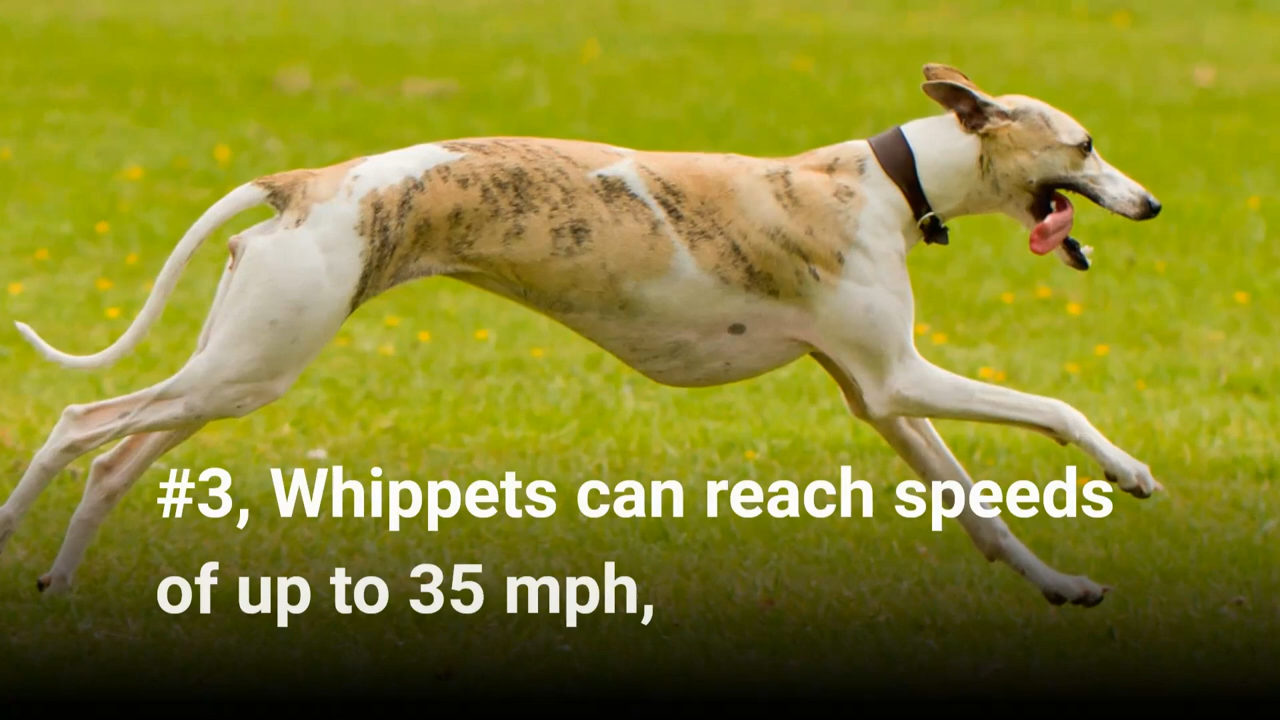 #3, Whippets can reach speeds
of up to 35 mph,